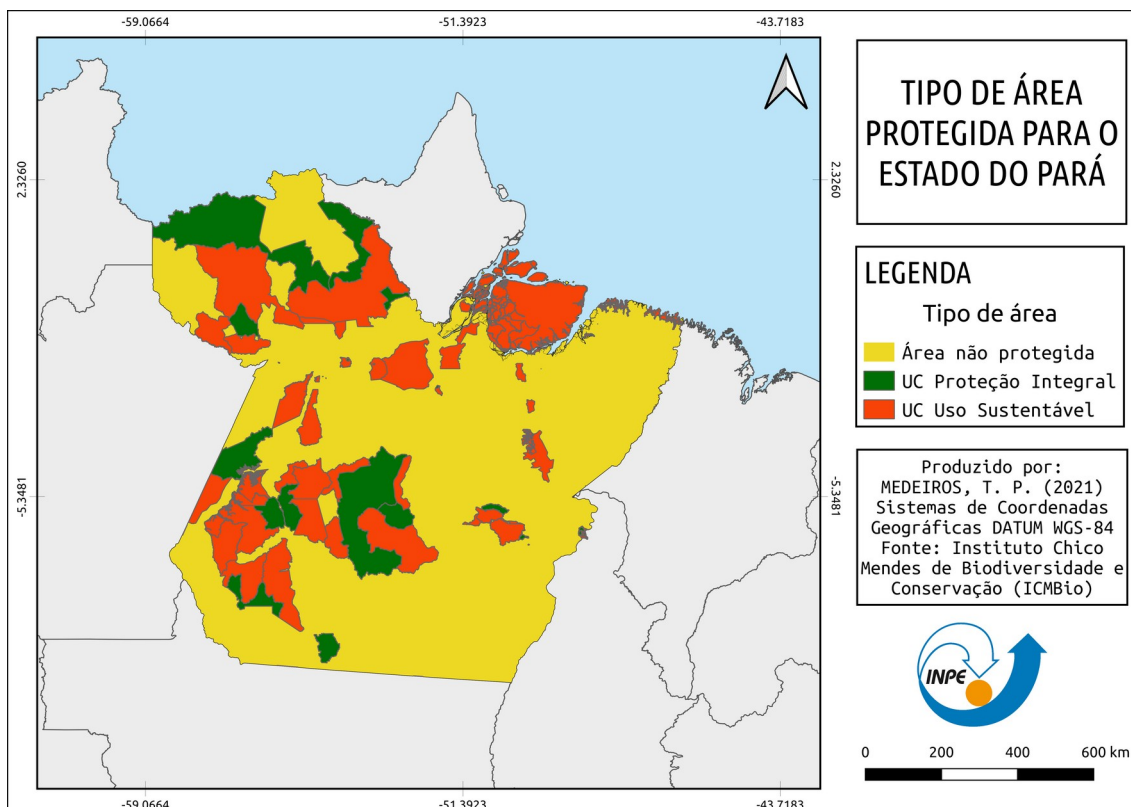 -59.0664
-51.3923
-43.7183
2.3260
2.3260
-5.3481
-5.3481
-59.0664
-51.3923
-43.7183
TIPO DE ÁREA
PROTEGIDA PARA O
ESTADO DO PARÁ
LEGENDA
Tipo de área
Área não protegida
UC Proteção Integral
UC Uso Sustentável
Produzido por:
MEDEIROS, T. P. (2021)
Sistemas de Coordenadas
Geográficas DATUM WGS-84
Fonte: Instituto Chico
Mendes de Biodiversidade e
Conservação (ICMBio)
INPE
0 200 400 600 km